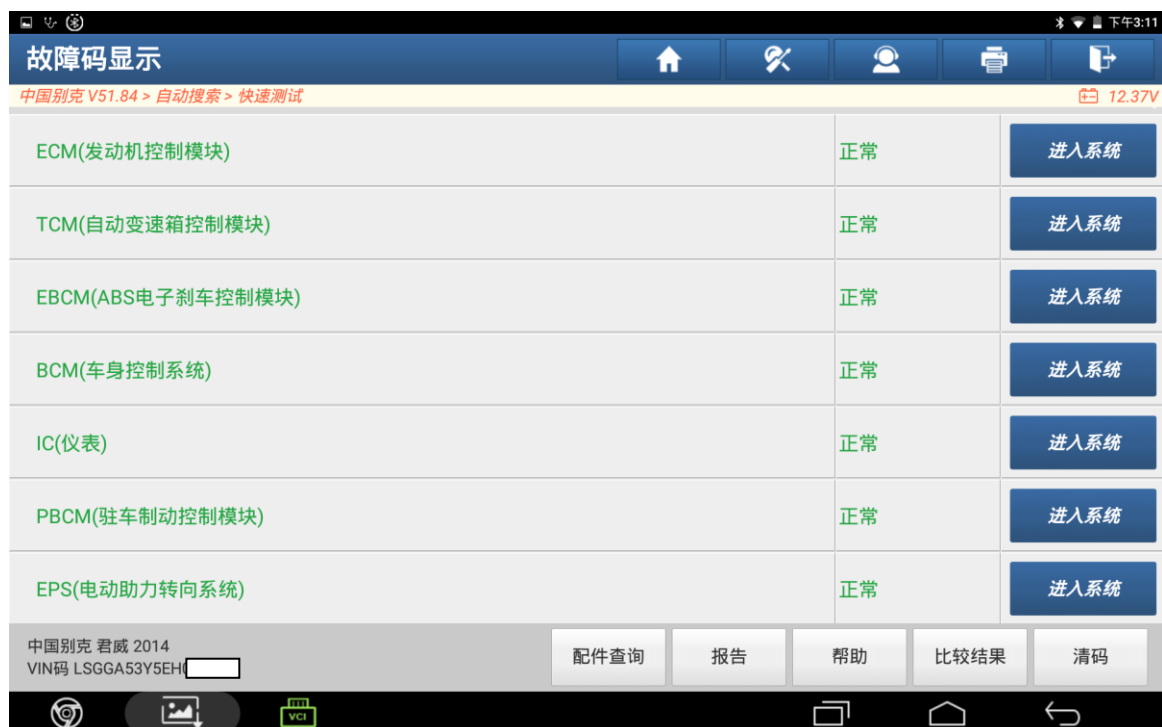 下午3:11
故障码显示
中国别克 V51.84 > 自动搜索 > 快速测试
12.37V
ECM(发动机控制模块) 正常 进入系统
TCM(自动变速箱控制模块) 正常 进入系统
EBCM(ABS电子刹车控制模块) 正常 进入系统
BCM(车身控制系统) 正常 进入系统
IC(仪表) 正常 进入系统
PBCM(驻车制动控制模块) 正常 进入系统
EPS(电动助力转向系统) 正常 进入系统
中国别克 君威 2014
VIN码 LSGGA53Y5EH
配件查询 报告 帮助 比较结果 清码
VCI